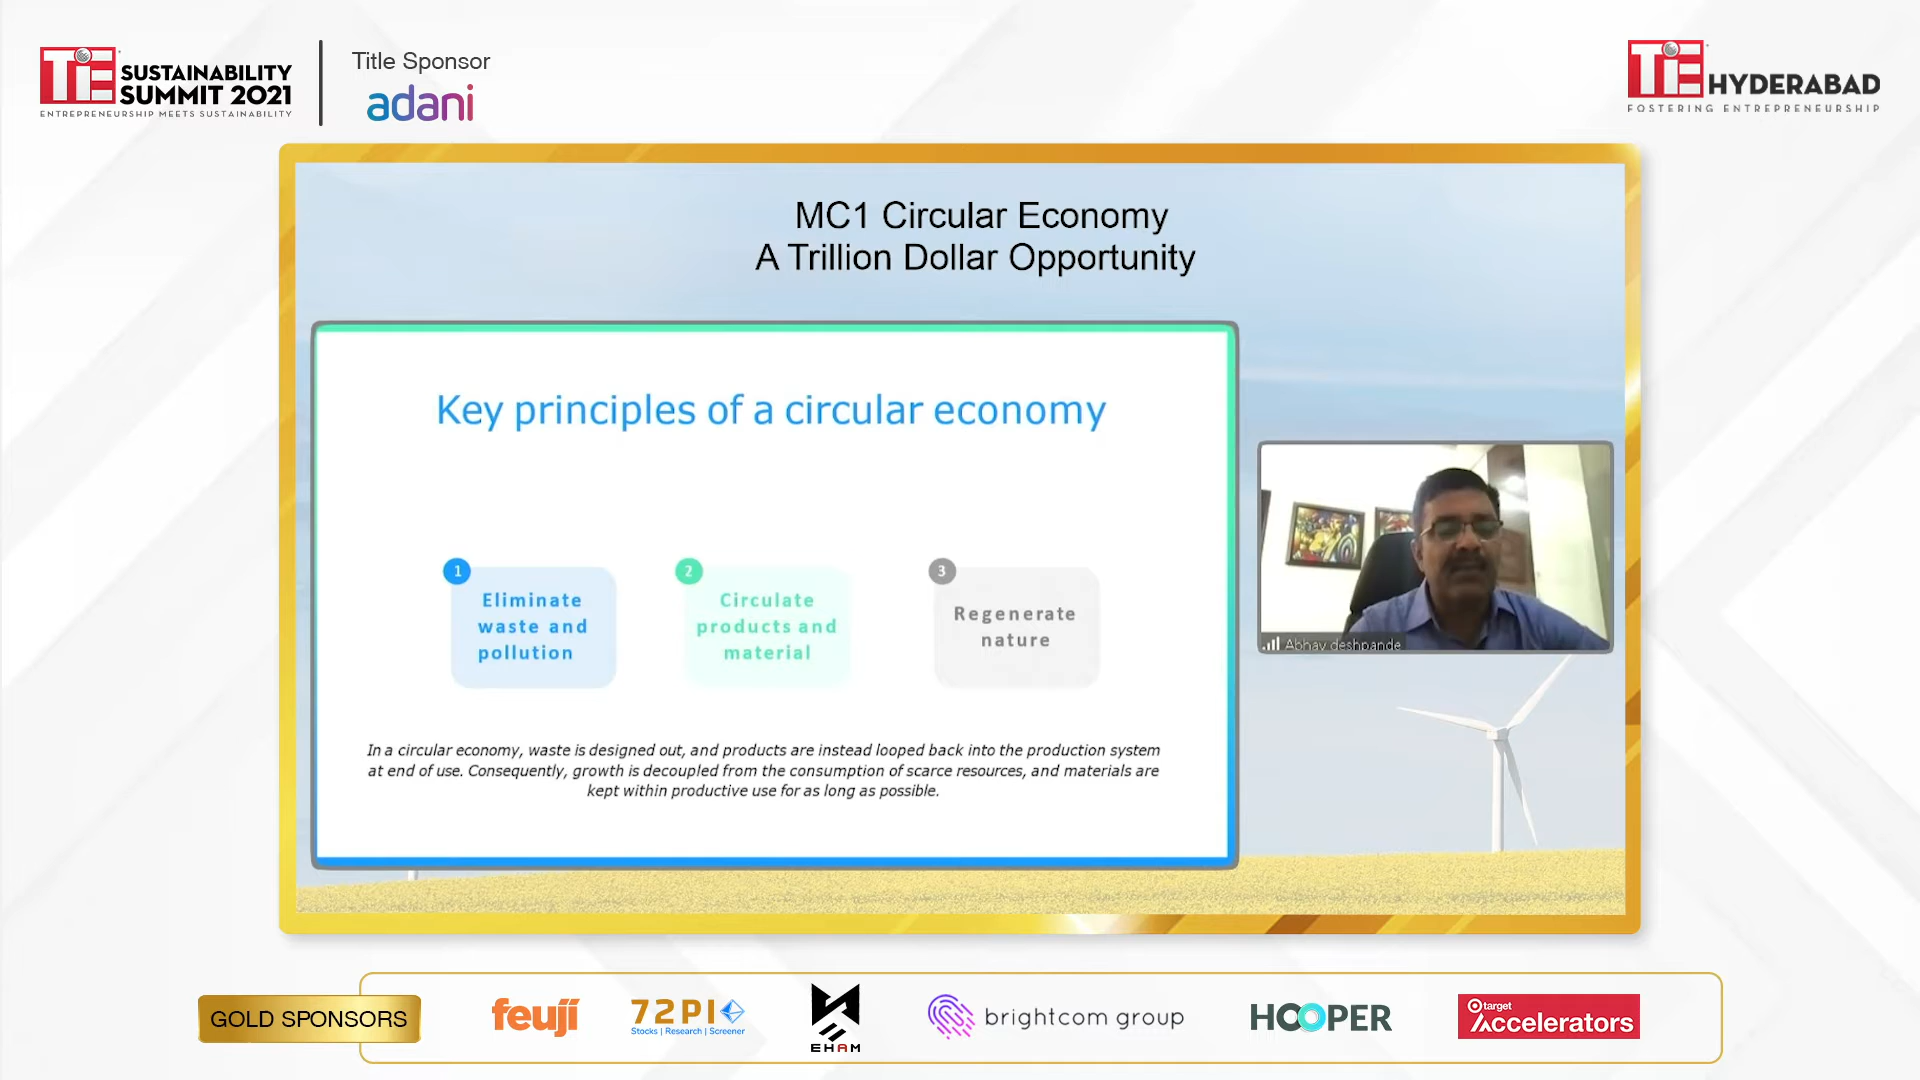 TiE SUSTAINABILITY
SUMMIT 2021
ENTREPRENEURSHIP MEETS SUSTAINABILITY
Title Sponsor
adani
TiE HYDERABAD
FOSTERING ENTREPRENEURSHIP
MC1 Circular Economy
A Trillion Dollar Opportunity
Key principles of a circular economy
1
Eliminate
waste and
pollution
2
Circulate
products and
material
3
Regenerate
nature
In a circular economy, waste is designed out, and products are instead looped back into the production system
at end of use. Consequently, growth is decoupled from the consumption of scarce resources, and materials are
kept within productive use for as long as possible.
Abhay deshpande
GOLD SPONSORS
feuji
72PI
Stocks | Research | Screener
EHAM
brightcom group
HOOPER
target
Accelerators